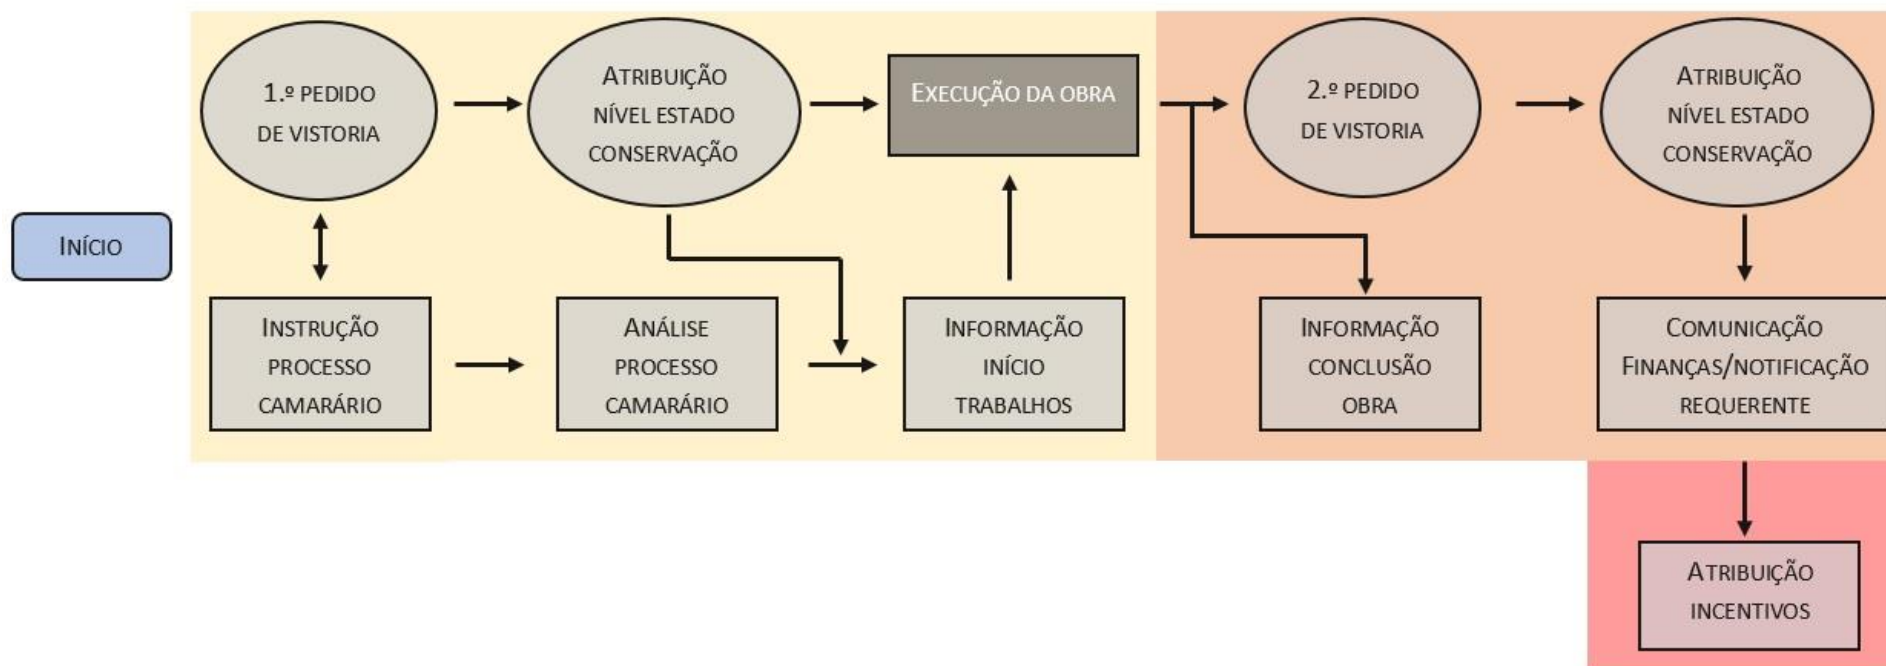 INÍCIO
1.º PEDIDO
DE VISTORIA
ATRIBUIÇÃO
NÍVEL ESTADO
CONSERVAÇÃO
EXECUÇÃO DA OBRA
2.º PEDIDO
DE VISTORIA
ATRIBUIÇÃO
NÍVEL ESTADO
CONSERVAÇÃO
INSTRUÇÃO
PROCESSO
CAMARÁRIO
ANÁLISE
PROCESSO
CAMARÁRIO
INFORMAÇÃO
INÍCIO
TRABALHOS
INFORMAÇÃO
CONCLUSÃO
OBRA
COMUNICAÇÃO
FINANÇAS/NOTIFICAÇÃO
REQUERENTE
ATRIBUIÇÃO
INCENTIVOS